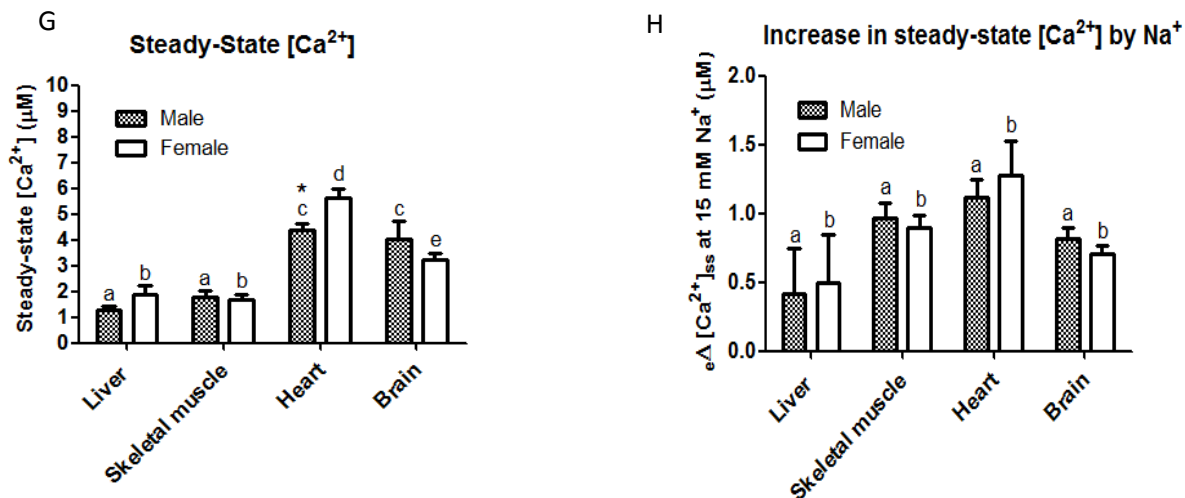 G
Steady-State [Ca²⁺]
Steady-state [Ca²⁺] (μM)
10
9
8
7
6
5
4
3
2
1
0
Male
Female
a
b
a
b
*
c
d
c
e
Liver
Skeletal muscle
Heart
Brain
H
Increase in steady-state [Ca²⁺] by Na⁺
eΔ [Ca²⁺]ss at 15 mM Na⁺ (μM)
2.0
1.5
1.0
0.5
0.0
Male
Female
a
b
a
b
a
b
a
b
Liver
Skeletal muscle
Heart
Brain